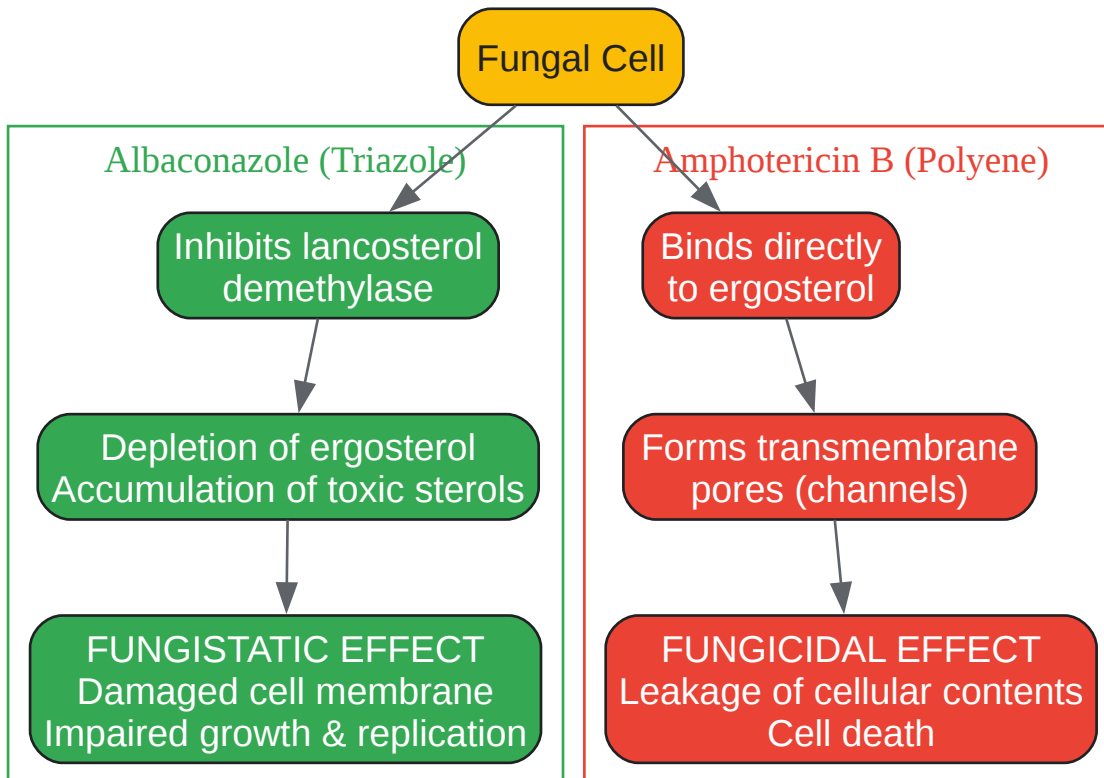 Fungal Cell
Albaconazole (Triazole)
Inhibits lancosterol
demethylase
Depletion of ergosterol
Accumulation of toxic sterols
FUNGISTATIC EFFECT
Damaged cell membrane
Impaired growth & replication
Amphotericin B (Polyene)
Binds directly
to ergosterol
Forms transmembrane
pores (channels)
FUNGICIDAL EFFECT
Leakage of cellular contents
Cell death